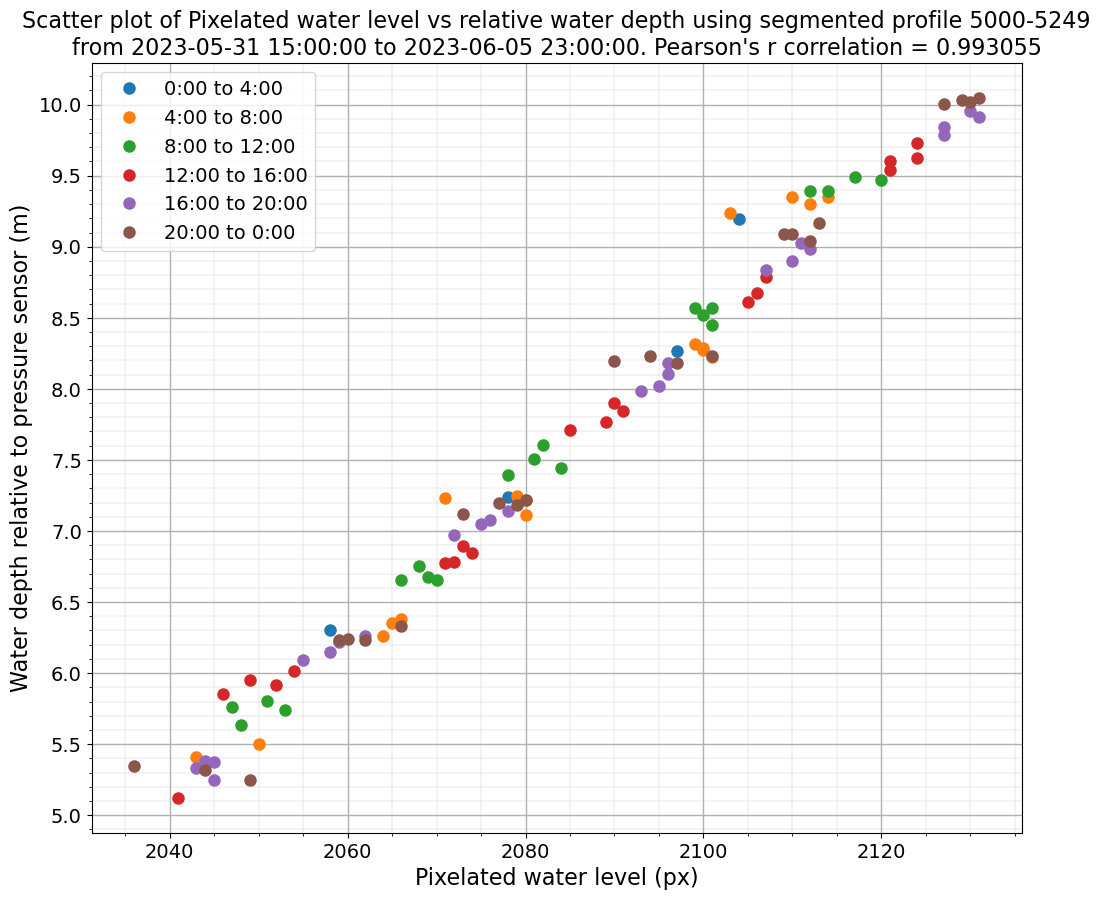 Scatter plot of Pixelated water level vs relative water depth using segmented profile 5000-5249
from 2023-05-31 15:00:00 to 2023-06-05 23:00:00. Pearson's r correlation = 0.993055
0:00 to 4:00
4:00 to 8:00
8:00 to 12:00
12:00 to 16:00
16:00 to 20:00
20:00 to 0:00
Water depth relative to pressure sensor (m)
10.0
9.5
9.0
8.5
8.0
7.5
7.0
6.5
6.0
5.5
5.0
2040 2060 2080 2100 2120
Pixelated water level (px)